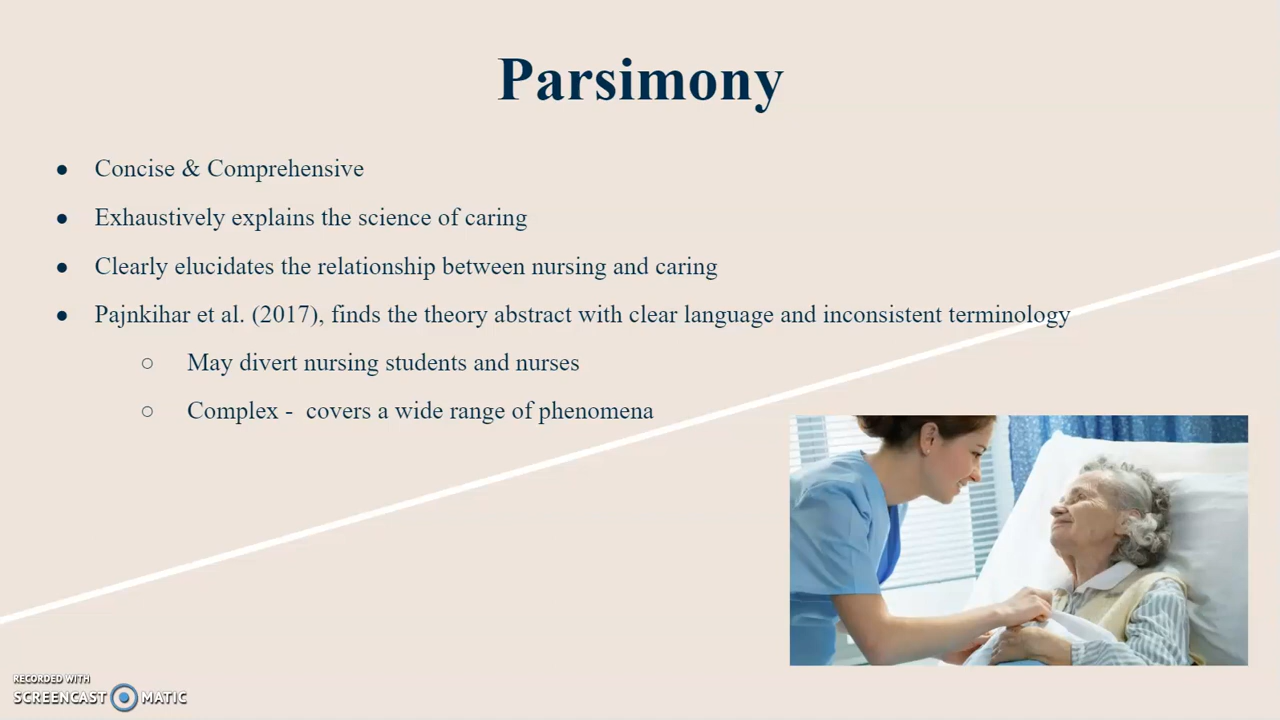 Parsimony
● Concise & Comprehensive
● Exhaustively explains the science of caring
● Clearly elucidates the relationship between nursing and caring
● Pajnkihar et al. (2017), finds the theory abstract with clear language and inconsistent terminology
○ May divert nursing students and nurses
○ Complex - covers a wide range of phenomena
RECORDED WITH
SCREENCAST MATIC